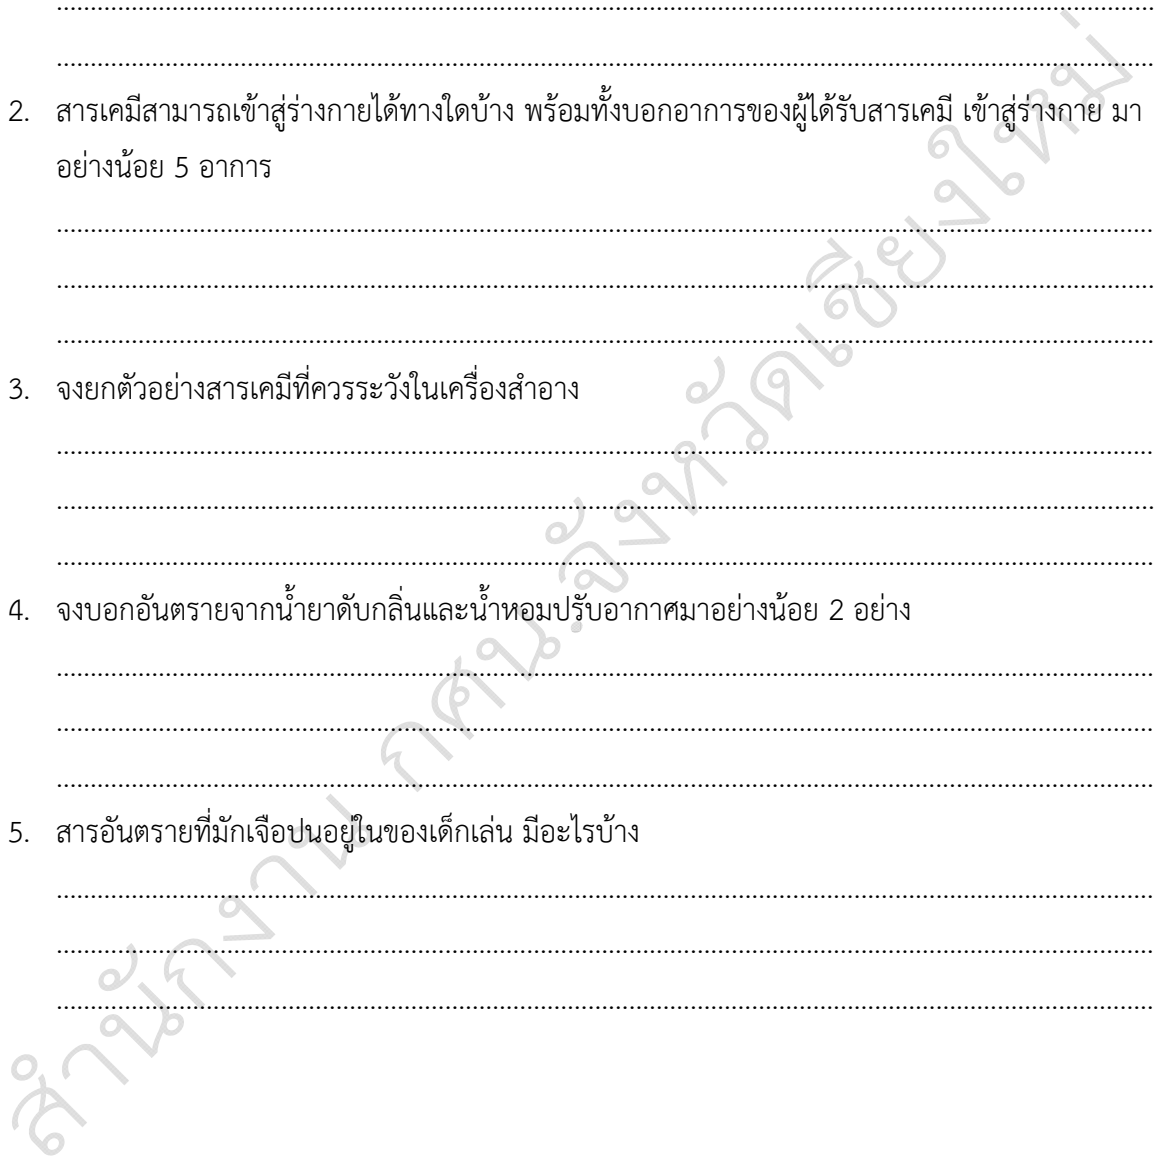 2. สารเคมีสามารถเข้าสู่ร่างกายได้ทางใดบ้าง พร้อมทั้งบอกอาการของผู้ได้รับสารเคมี เข้าสู่ร่างกาย มา
อย่างน้อย 5 อาการ
3. จงยกตัวอย่างสารเคมีที่ควรระวังในเครื่องสำอาง
4. จงบอกอันตรายจากน้ำยาดับกลิ่นและน้ำหอมปรับอากาศมาอย่างน้อย 2 อย่าง
5. สารอันตรายที่มักเจือปนอยู่ในของเด็กเล่น มีอะไรบ้าง
สำนักงาน กศน.จังหวัดเชียงใหม่